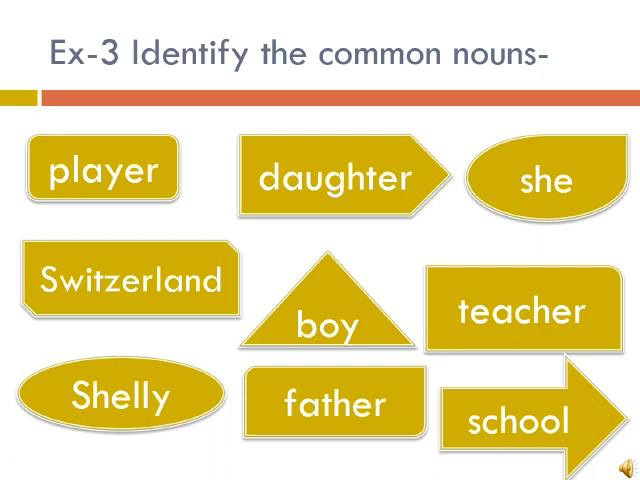 Ex-3 Identify the common nouns-
player
daughter
she
Switzerland
boy
teacher
Shelly
father
school